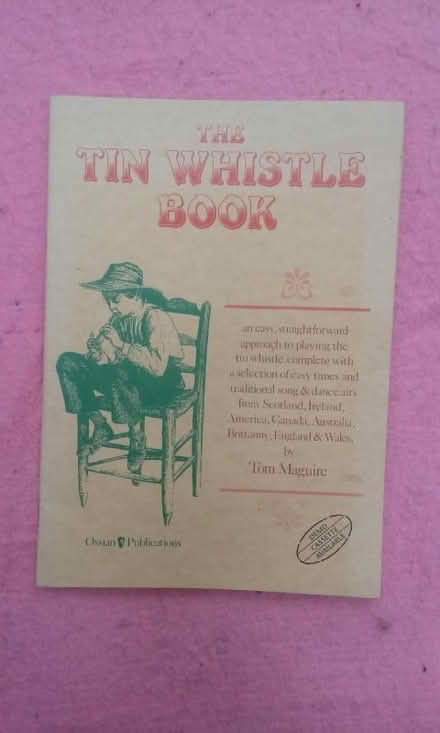 THE
TIN WHISTLE
BOOK
an easy, straightforward
approach to playing the
tin whistle, complete with
a selection of easy tunes and
traditional song & dance airs
from Scotland, Ireland,
America, Canada, Australia,
Brittany, England & Wales,
by
Tom Maguire
Ossian Publications
DEMO
CASSETTE
AVAILABLE